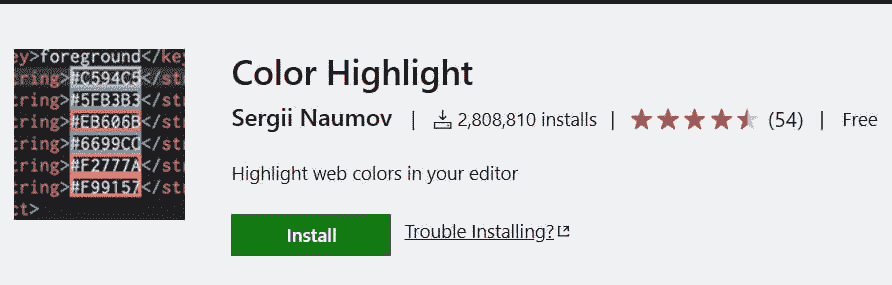 ey>foreground</key
tring>#C594C5</st
tring>#5FB3B3</st
tring>#EB606B</st
tring>#6699CC</st
tring>#F2777A</st
tring>#F99157</st
ct>
Color Highlight
Sergii Naumov | 2,808,810 installs | (54) | Free
Highlight web colors in your editor
Install Trouble Installing?